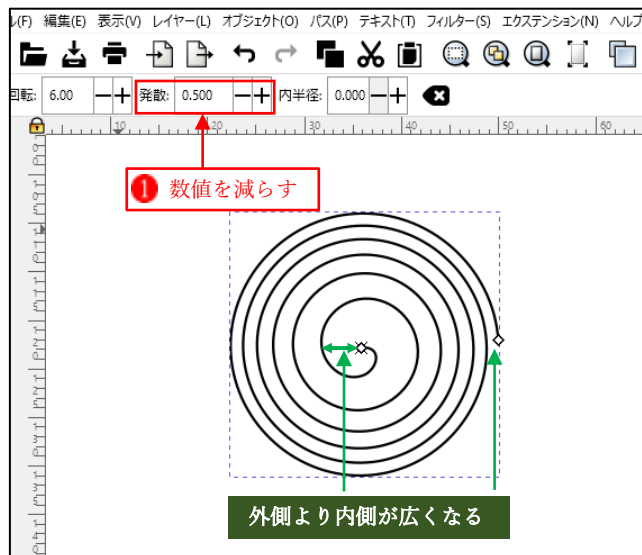 ル(F) 編集(E) 表示(V) レイヤー(L) オブジェクト(O) パス(P) テキスト(T) フィルター(S) エクステンション(N) ヘルプ
回転: 6.00 発散: 0.500 内半径: 0.000
10 20 30 40 50 60
1 数値を減らす
外側より内側が広くなる